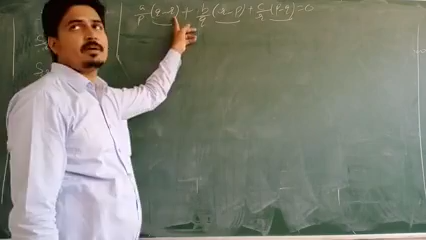 a/p (q-r) + b/q (r-p) + c/r (p-q) = 0